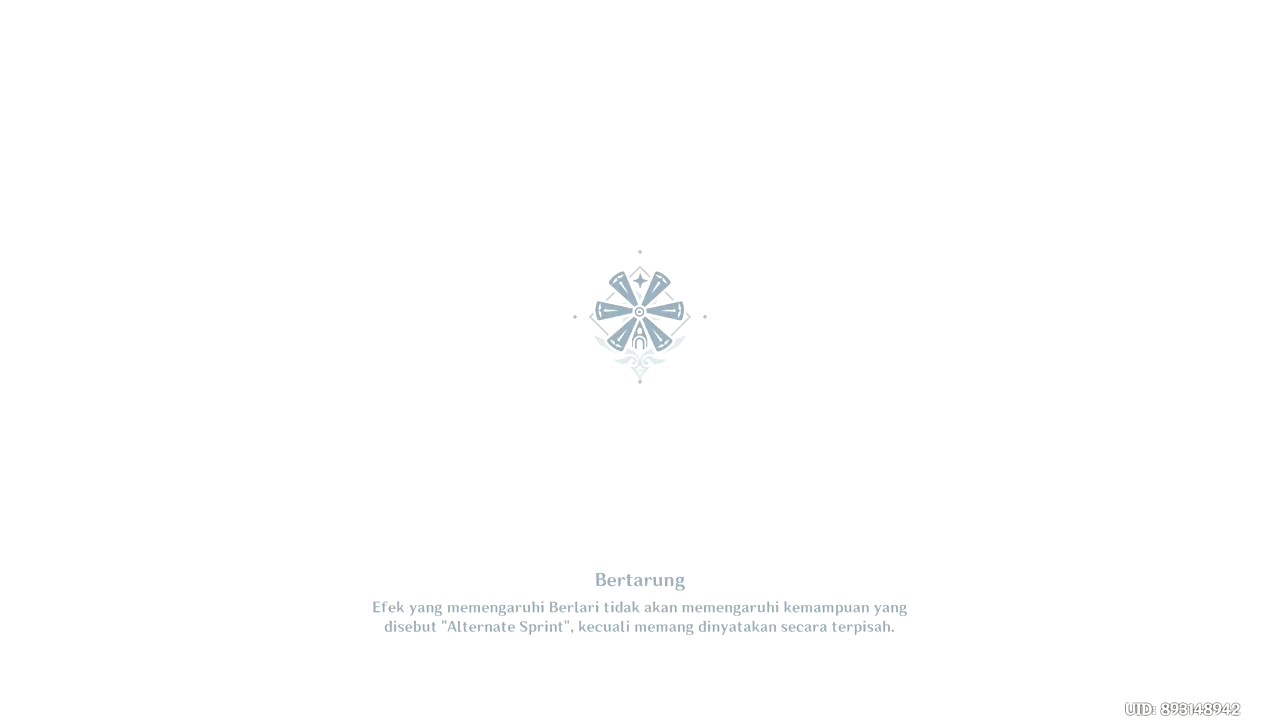 Bertarung
Efek yang memengaruhi Berlari tidak akan memengaruhi kemampuan yang
disebut "Alternate Sprint", kecuali memang dinyatakan secara terpisah.
UID: 893148942